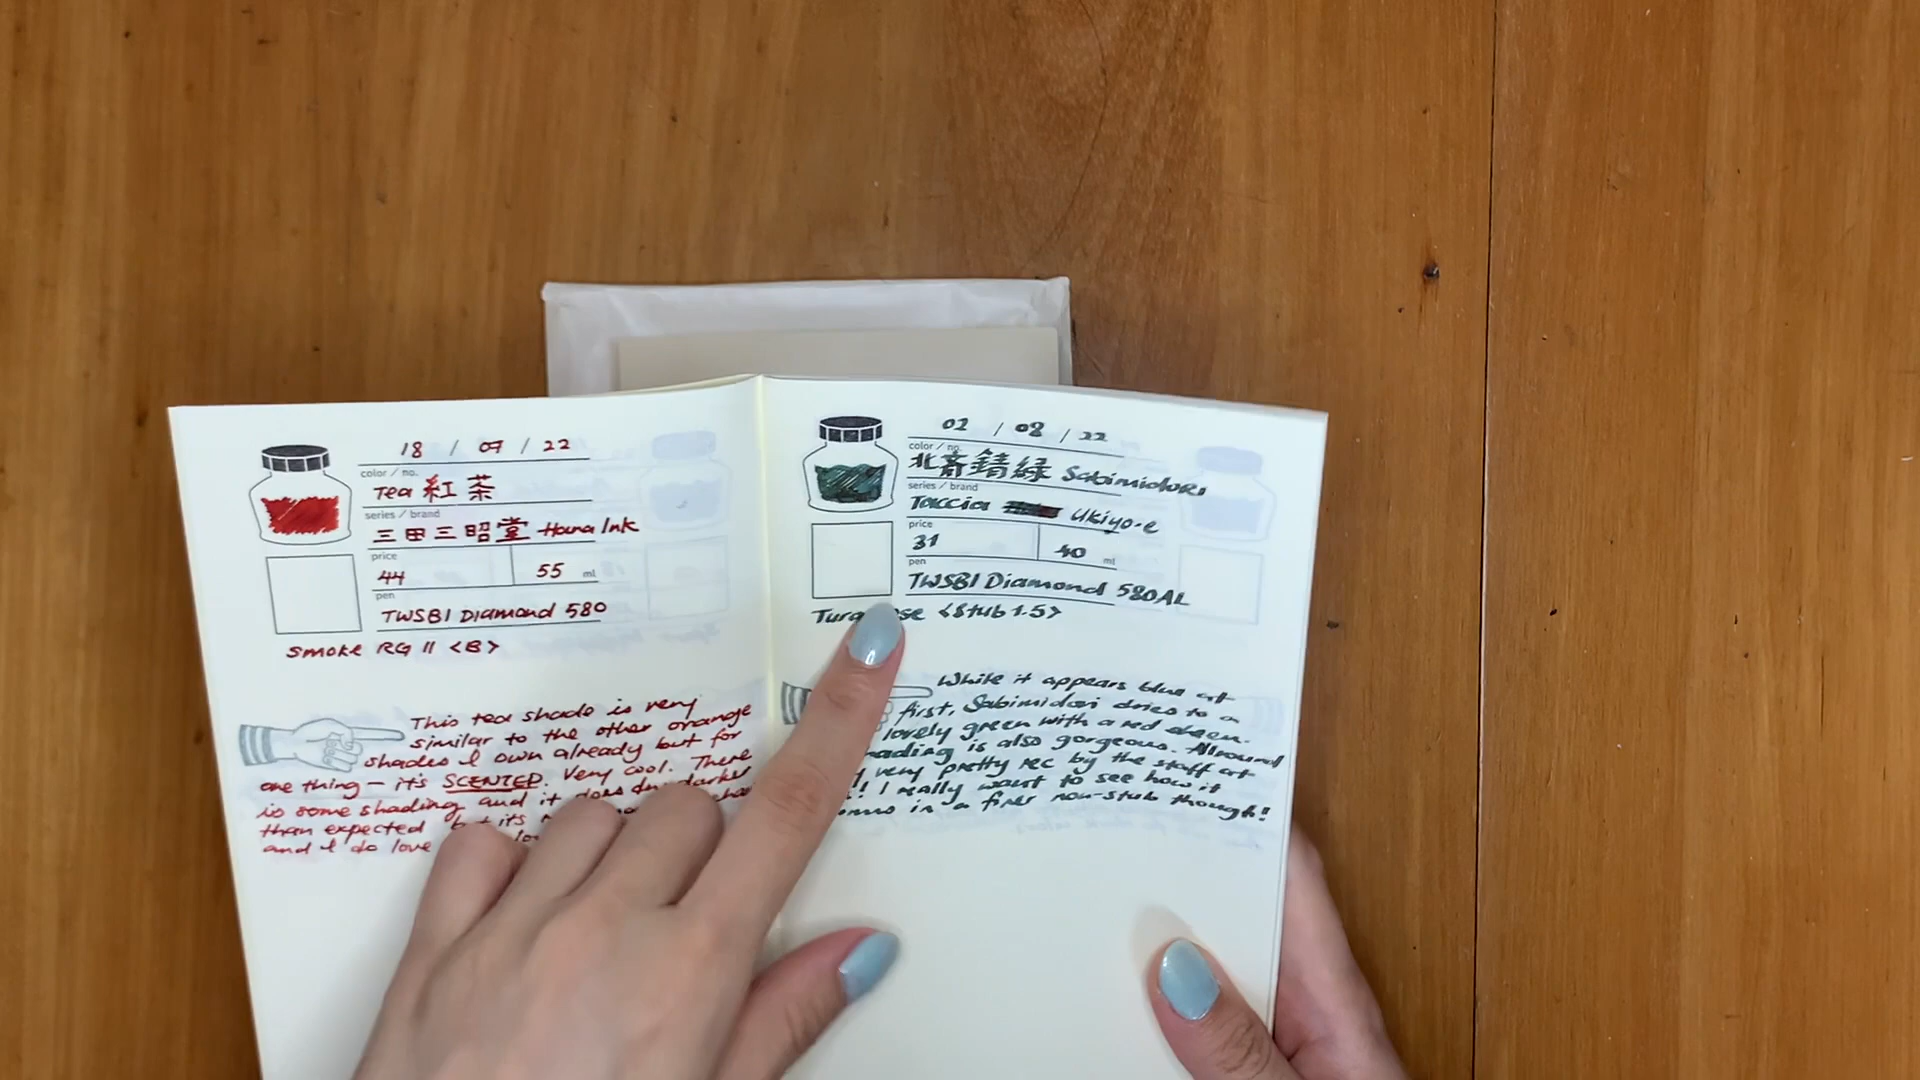 18 / 07 / 22
color / no.
Tea 紅茶
series / brand
三田三昭堂 Hana Ink
price
44 55 ml
pen
TWSBI Diamond 580
Smoke RG II <B>
This tea shade is very
similar to the other orange
shades I own already but for
one thing - it's SCENTED. Very cool. There
is some shading and it does dry darker
than expected but its
and I do love
02 / 08 / 22
color / no.
北斎錆緑 Sabimidori
series / brand
Taccia Ukiyo-e
price
31 40 ml
pen
TWSBI Diamond 580AL
<Stub 1.5>
While it appears blue at
first, Sabimidori dries to a
lovely green with a red sheen.
is also gorgeous. Allround
very pretty rec by the staff at
! I really want to see how it
in a finer non-stub though!!